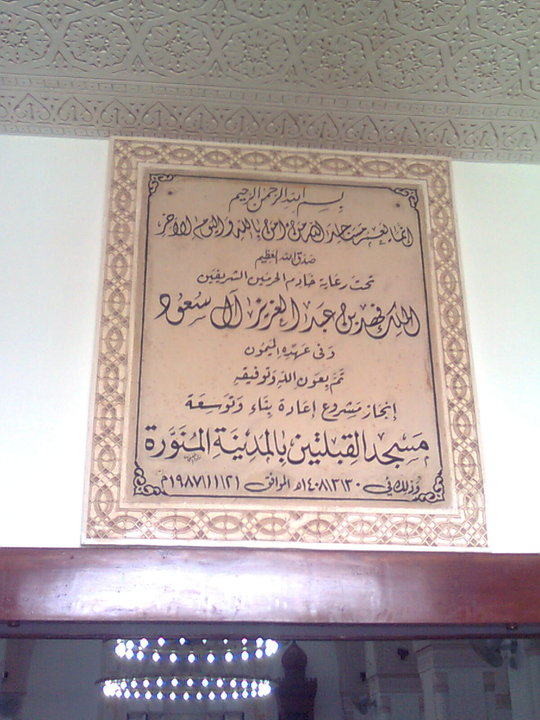 بسم الله الرحمن الرحيم
إنما يعمر مساجد الله من آمن بالله واليوم الآخر
صدق الله العظيم
تحت رعاية خادم الحرمين الشريفين
الملك فهد بن عبد العزيز آل سعود
وفي عهده الميمون
تم بعون الله وتوفيقه
إنجاز مشروع إعادة بناء وتوسعة
مسجد القبلتين بالمدينة المنورة
وذلك في ١٤٠٨/٣/٣٠هـ الموافق ١٩٨٧/١١/٢١م